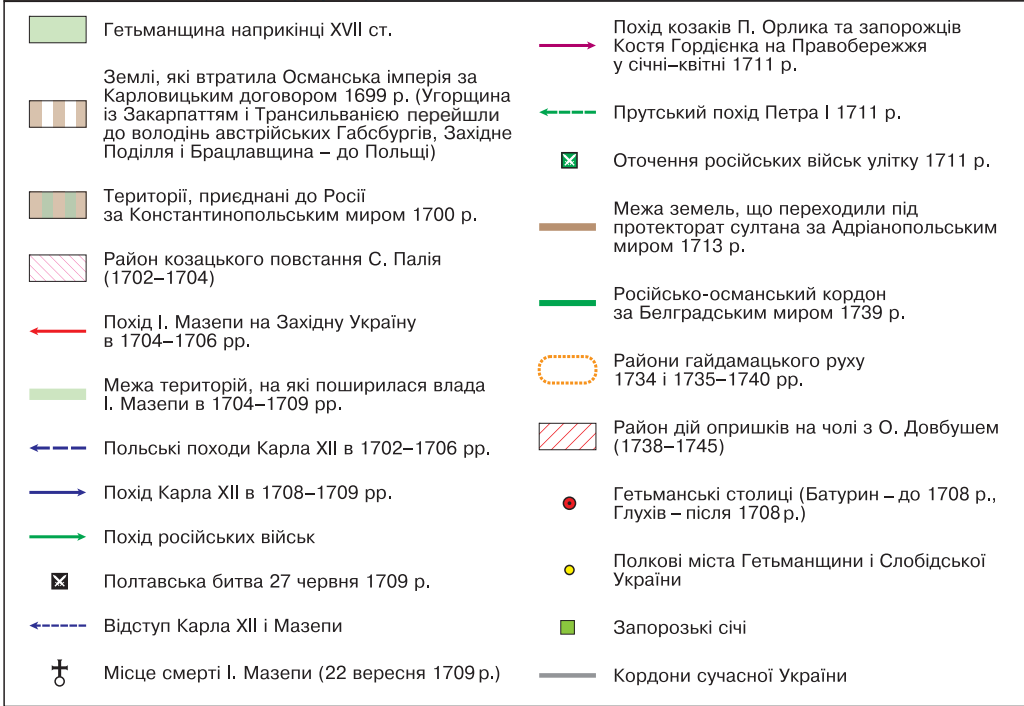 Гетьманщина наприкінці XVII ст.
Землі, які втратила Османська імперія за
Карловицьким договором 1699 р. (Угорщина
із Закарпаттям і Трансильванією перейшли
до володінь австрійських Габсбургів, Західне
Поділля і Брацлавщина – до Польщі)
Території, приєднані до Росії
за Константинопольським миром 1700 р.
Район козацького повстання С. Палія
(1702–1704)
Похід І. Мазепи на Західну Україну
в 1704–1706 рр.
Межа територій, на які поширилася влада
І. Мазепи в 1704–1709 рр.
Польські походи Карла XII в 1702–1706 рр.
Похід Карла XII в 1708–1709 рр.
Похід російських військ
Полтавська битва 27 червня 1709 р.
Відступ Карла XII і Мазепи
Місце смерті І. Мазепи (22 вересня 1709 р.)
Похід козаків П. Орлика та запорожців
Костя Гордієнка на Правобережжя
у січні–квітні 1711 р.
Прутський похід Петра І 1711 р.
Оточення російських військ улітку 1711 р.
Межа земель, що переходили під
протекторат султана за Адріанопольським
миром 1713 р.
Російсько-османський кордон
за Белградським миром 1739 р.
Райони гайдамацького руху
1734 і 1735–1740 рр.
Район дій опришків на чолі з О. Довбушем
(1738–1745)
Гетьманські столиці (Батурин – до 1708 р.,
Глухів – після 1708 р.)
Полкові міста Гетьманщини і Слобідської
України
Запорозькі січі
Кордони сучасної України